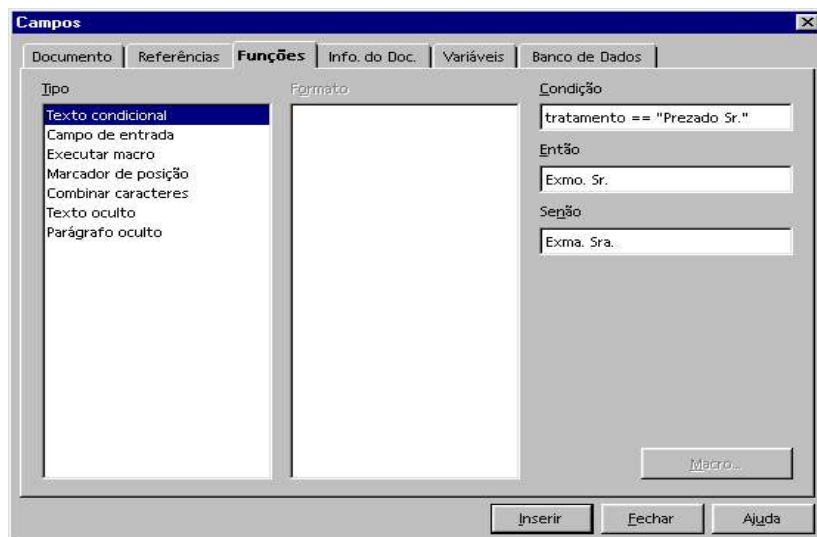 Campos
Documento Referências Funções Info. do Doc. Variáveis Banco de Dados
Tipo
Texto condicional
Campo de entrada
Executar macro
Marcador de posição
Combinar caracteres
Texto oculto
Parágrafo oculto
Formato
Condição
tratamento == "Prezado Sr."
Então
Exmo. Sr.
Senão
Exma. Sra.
Macro...
Inserir Fechar Ajuda